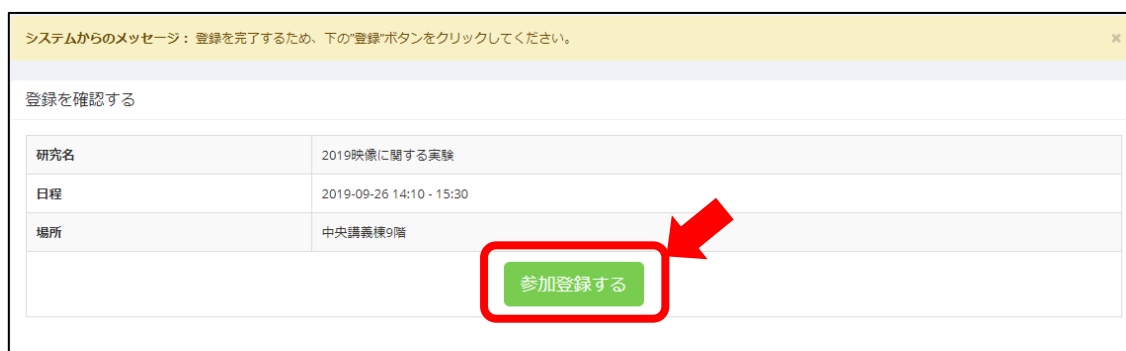 システムからのメッセージ： 登録を完了するため、下の"登録"ボタンをクリックしてください。 ×
登録を確認する
研究名 2019映像に関する実験
日程 2019-09-26 14:10 - 15:30
場所 中央講義棟9階
参加登録する